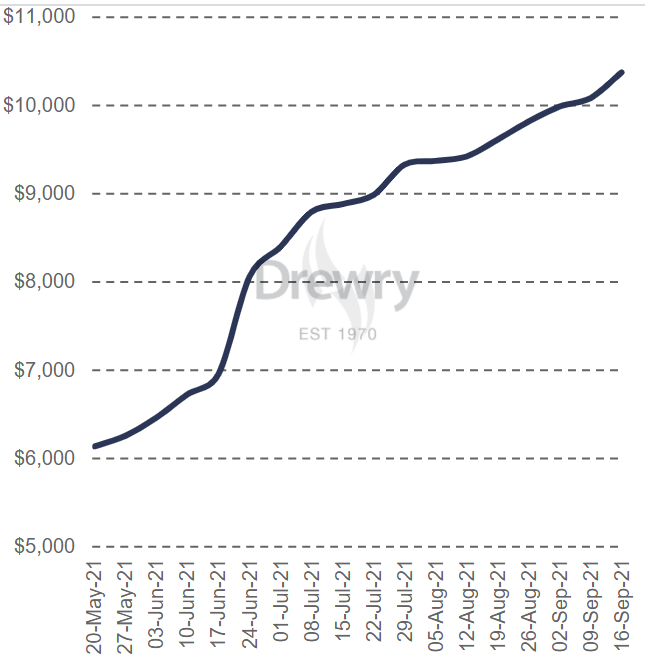 $11,000
$10,000
$9,000
$8,000
$7,000
$6,000
$5,000
Drewry
EST 1970
20-May-21
27-May-21
03-Jun-21
10-Jun-21
17-Jun-21
24-Jun-21
01-Jul-21
08-Jul-21
15-Jul-21
22-Jul-21
29-Jul-21
05-Aug-21
12-Aug-21
19-Aug-21
26-Aug-21
02-Sep-21
09-Sep-21
16-Sep-21